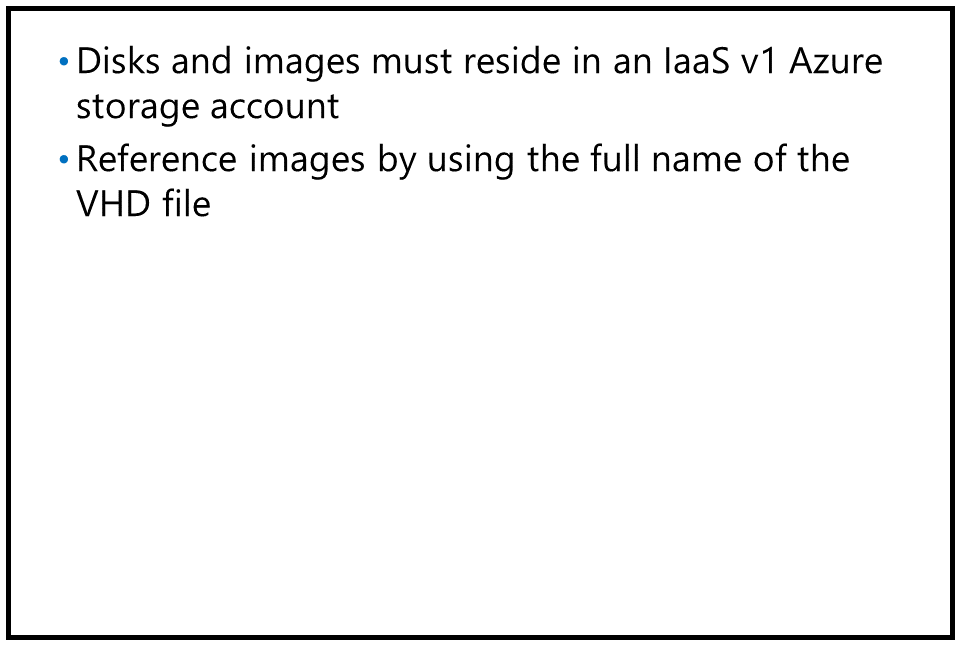 • Disks and images must reside in an IaaS v1 Azure
storage account
• Reference images by using the full name of the
VHD file